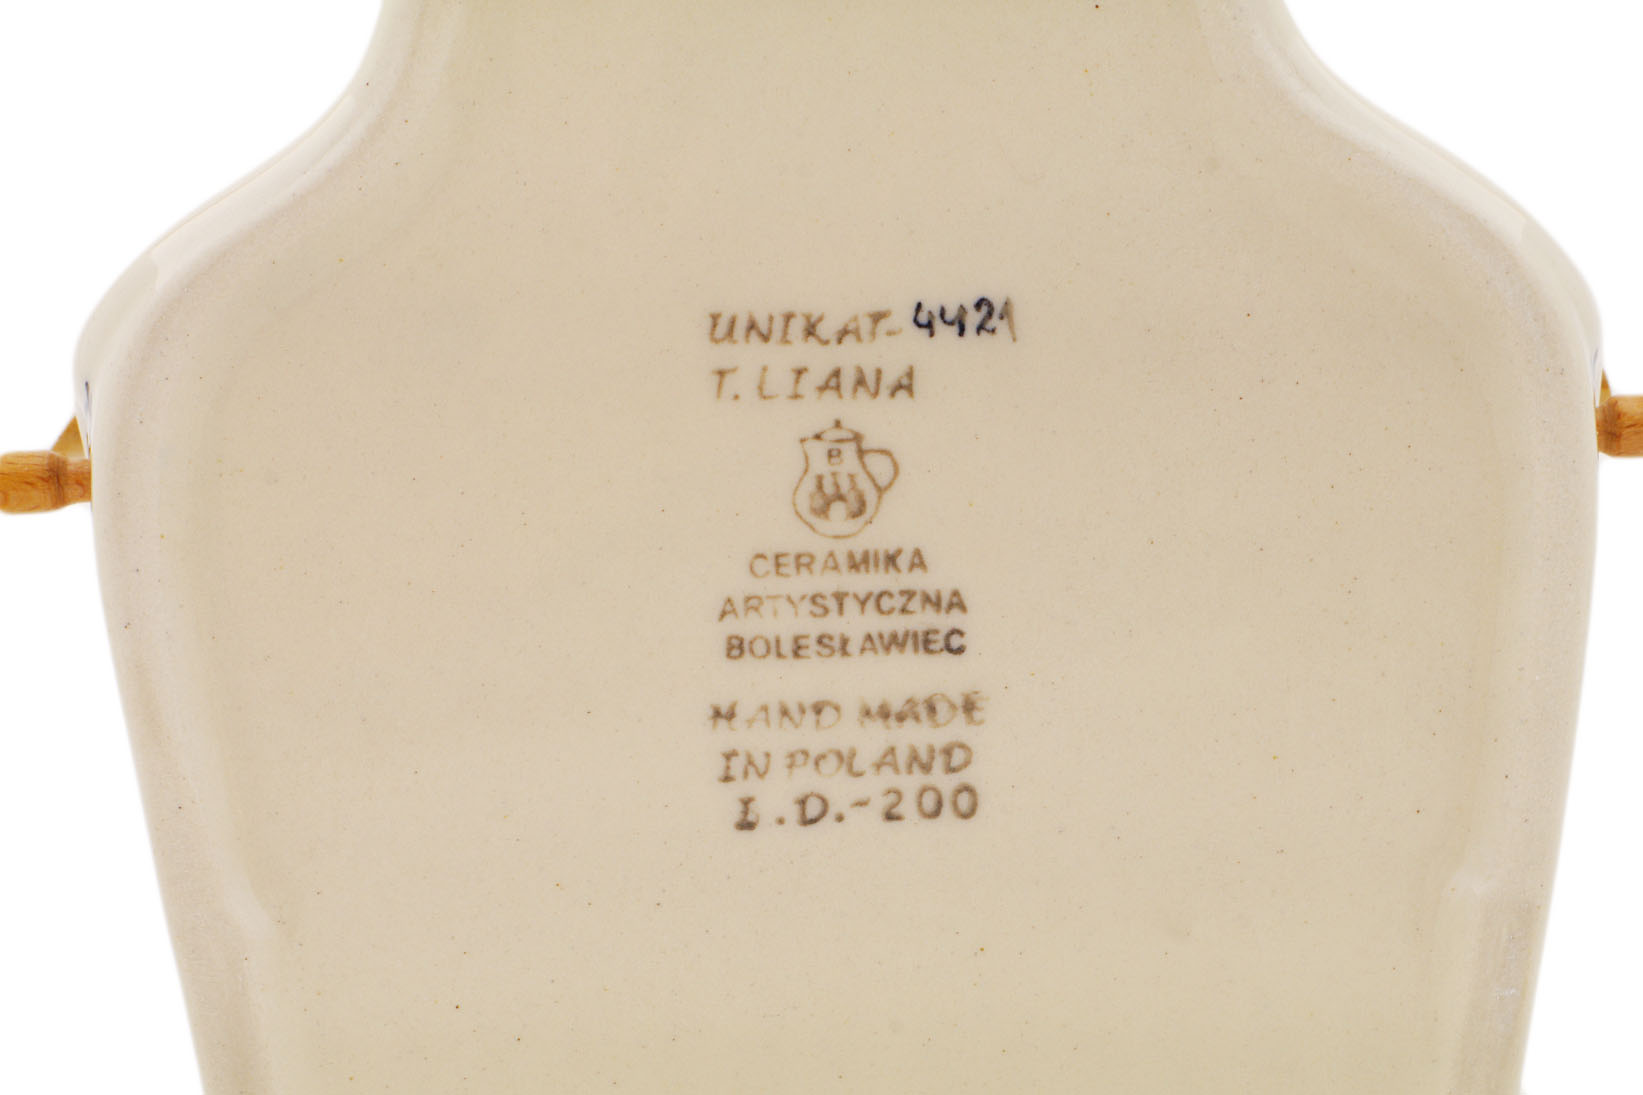 UNIKAT-4421
T. LIANA
B
CERAMIKA
ARTYSTYCZNA
BOLESŁAWIEC
HAND MADE
IN POLAND
I.D.-200